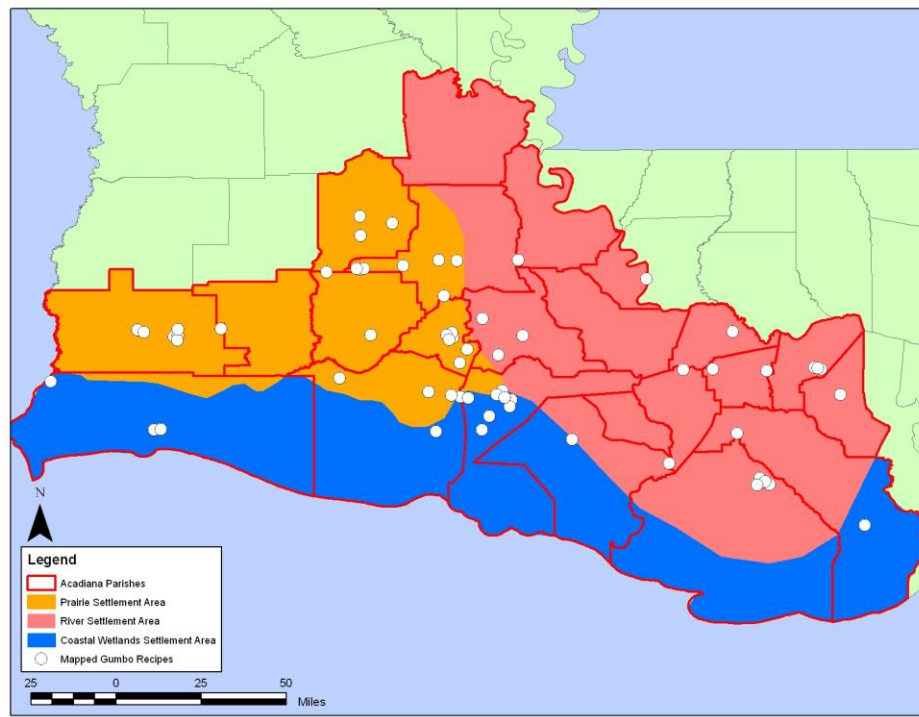 N
Legend
Acadiana Parishes
Prairie Settlement Area
River Settlement Area
Coastal Wetlands Settlement Area
Mapped Gumbo Recipes
25 0 25 50
Miles